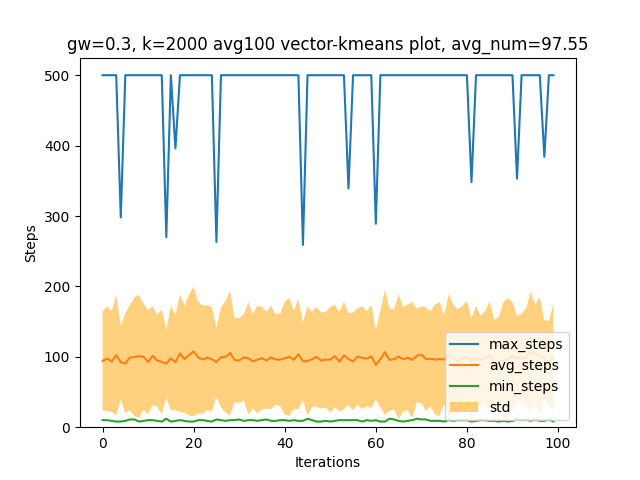 gw=0.3, k=2000 avg100 vector-kmeans plot, avg_num=97.55
500
400
300
200
100
0
Steps
max_steps
avg_steps
min_steps
std
0
20
40
60
80
100
Iterations